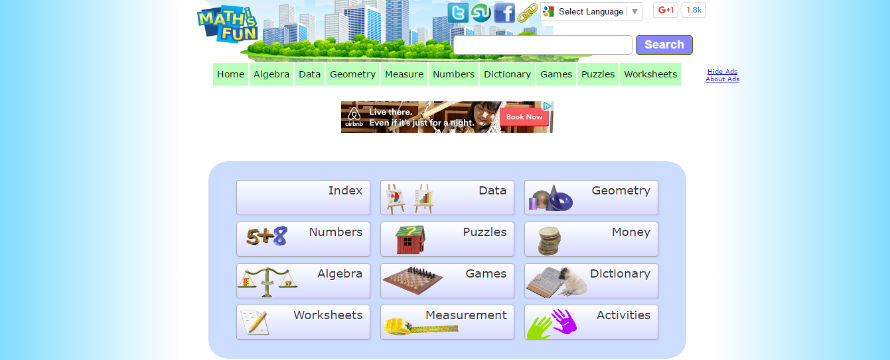 MATH is FUN
Select Language ▼
G+1 1.8k
Search
Home Algebra Data Geometry Measure Numbers Dictionary Games Puzzles Worksheets
Hide Ads
About Ads
airbnb
Live there.
Even if it's just for a night.
Book Now
Index Data Geometry
5+8 Numbers Puzzles Money
Algebra Games Dictionary
Worksheets Measurement Activities